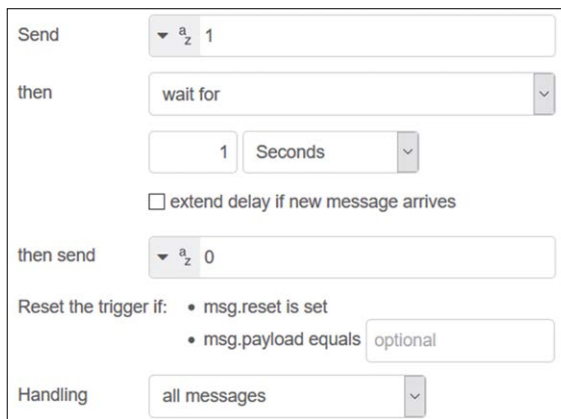 Send a z 1
then wait for
1 Seconds
extend delay if new message arrives
then send a z 0
Reset the trigger if: • msg.reset is set
• msg.payload equals optional
Handling all messages